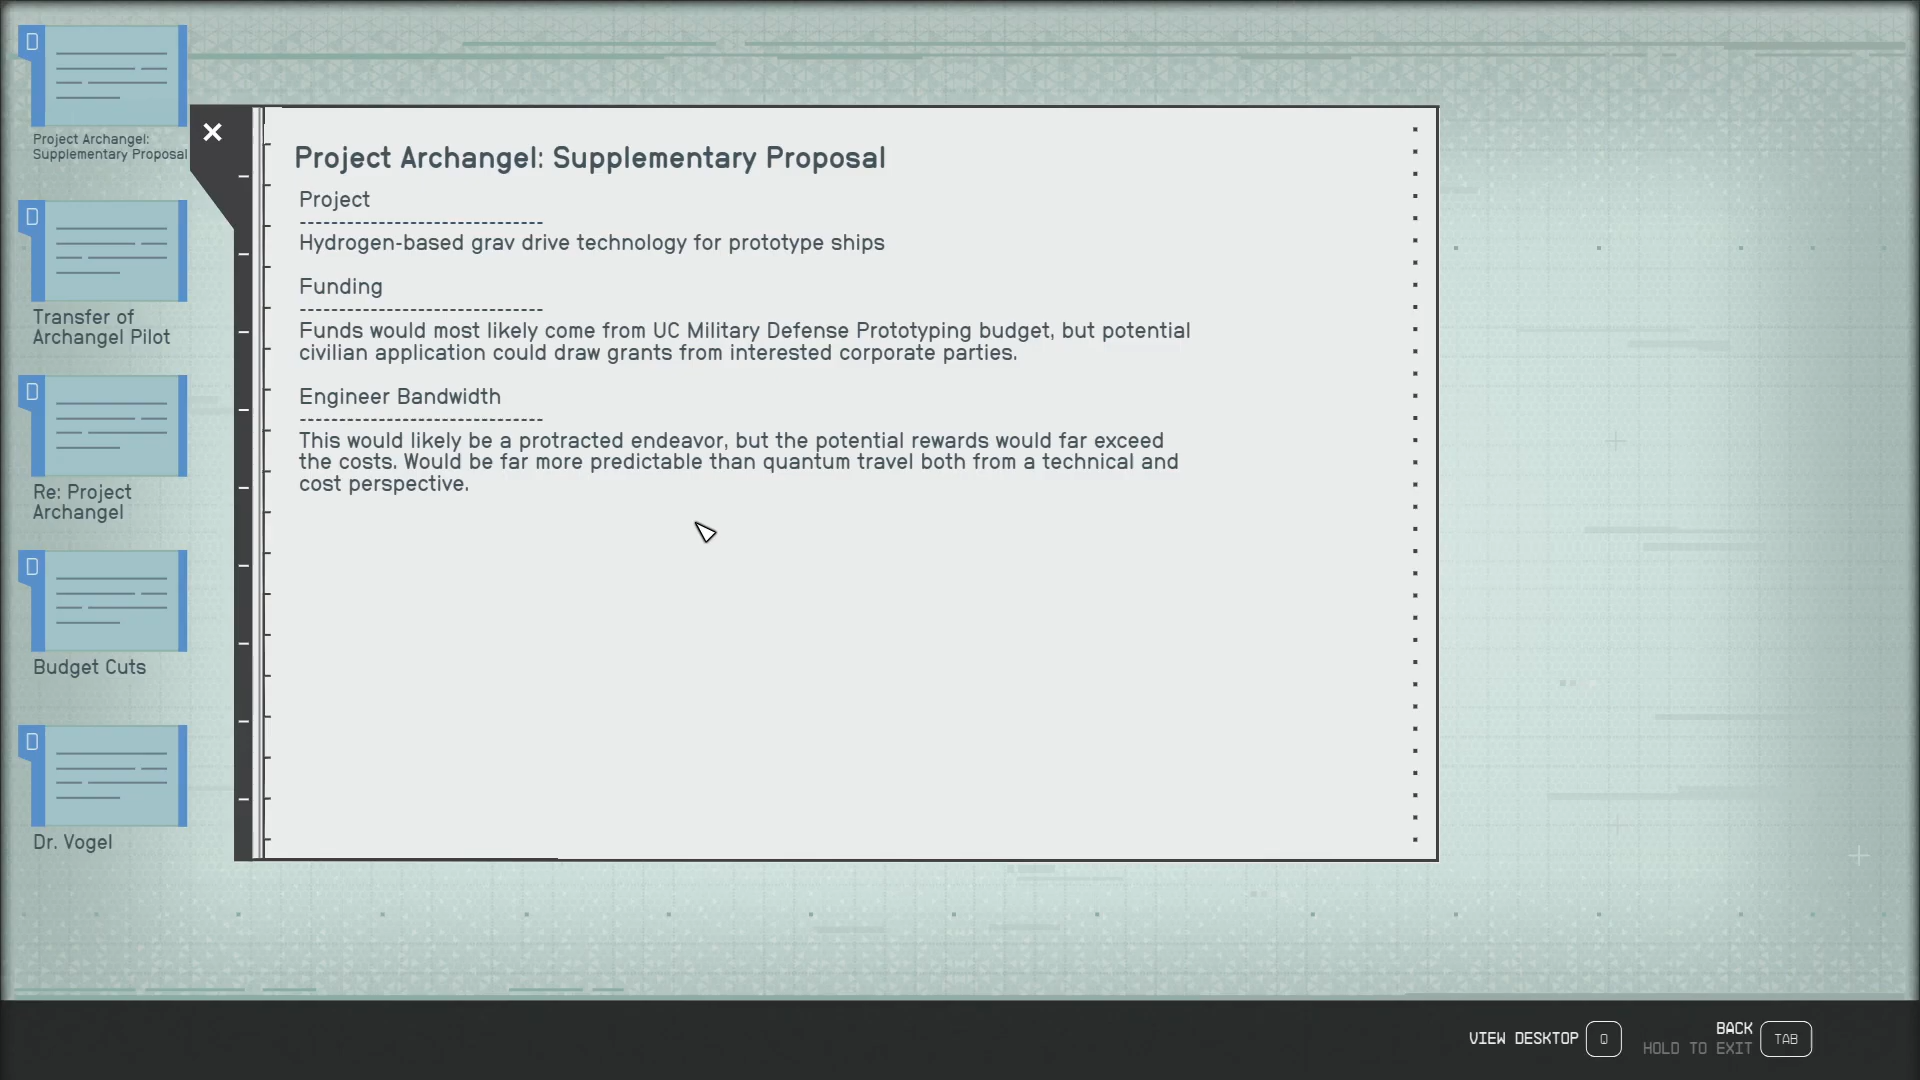 Project Archangel:
Supplementary Proposal
Transfer of
Archangel Pilot
Re: Project
Archangel
Budget Cuts
Dr. Vogel
Project Archangel: Supplementary Proposal
Project
-------------------------------
Hydrogen-based grav drive technology for prototype ships
Funding
-------------------------------
Funds would most likely come from UC Military Defense Prototyping budget, but potential
civilian application could draw grants from interested corporate parties.
Engineer Bandwidth
-------------------------------
This would likely be a protracted endeavor, but the potential rewards would far exceed
the costs. Would be far more predictable than quantum travel both from a technical and
cost perspective.
VIEW DESKTOP Q
BACK
HOLD TO EXIT
TAB